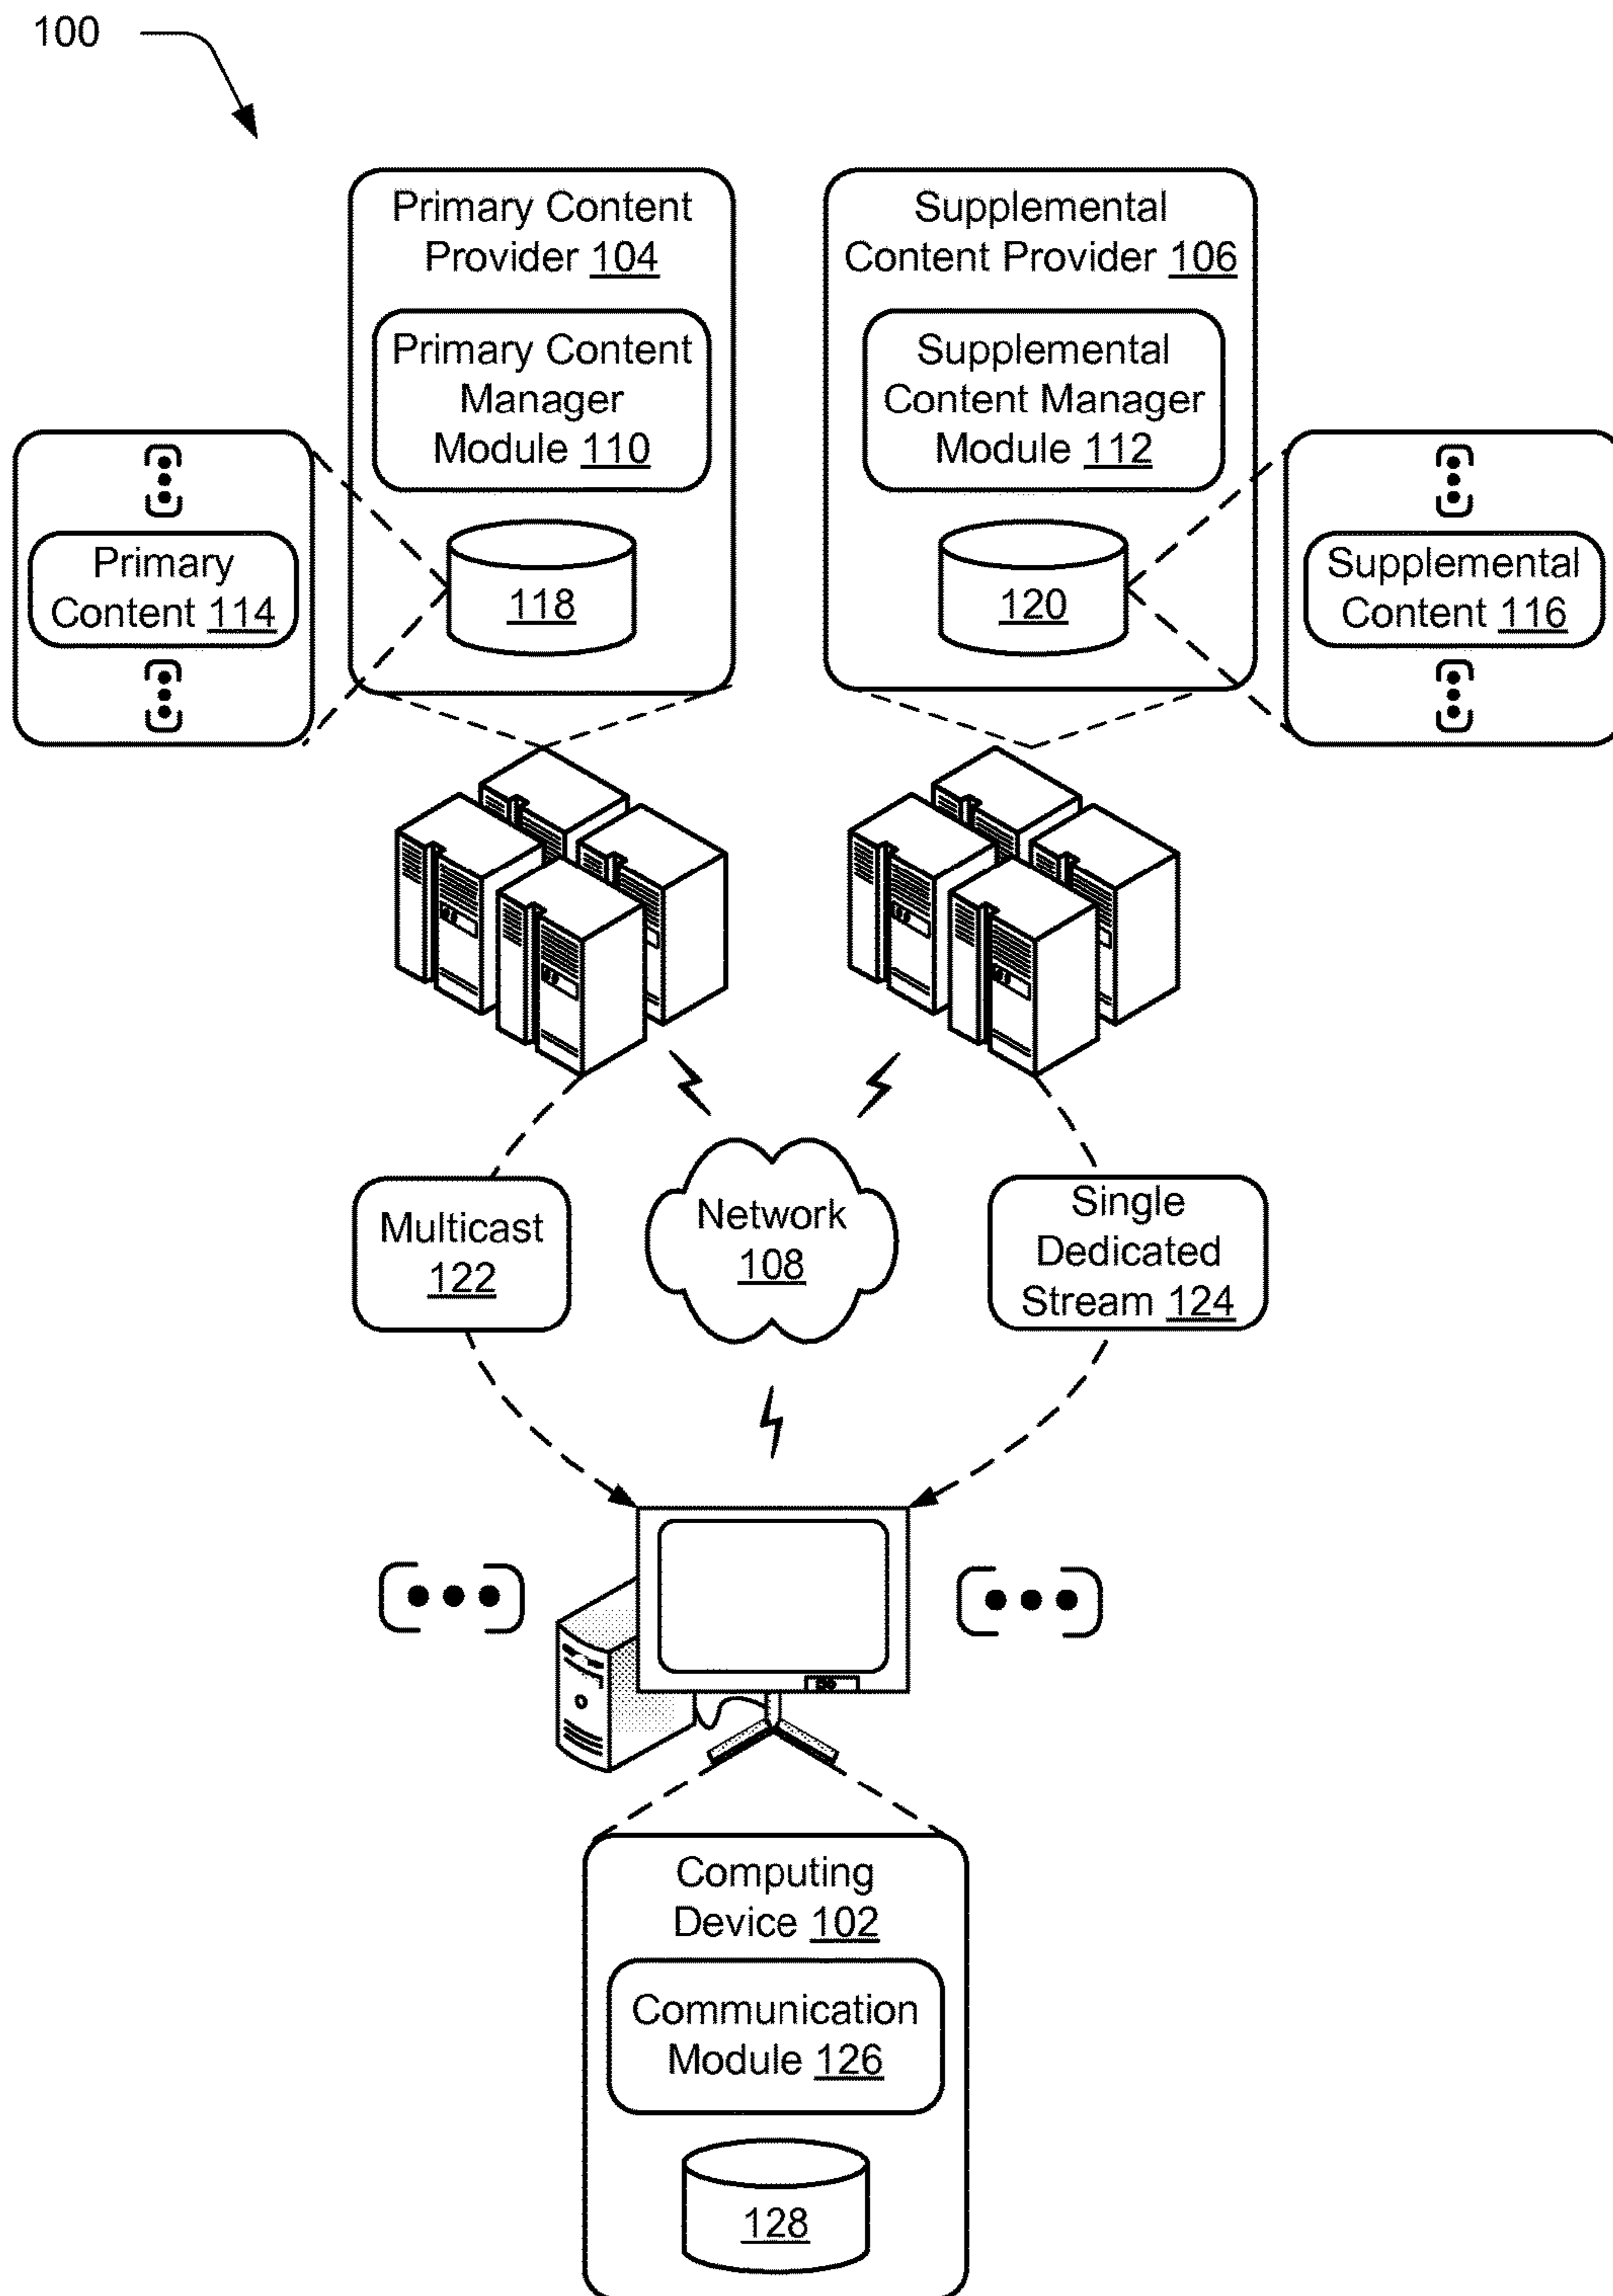 100
Primary Content
Provider 104
Primary Content
Manager
Module 110
118
Supplemental
Content Provider 106
Supplemental
Content Manager
Module 112
120
Primary
Content 114
Supplemental
Content 116
Multicast
122
Network
108
Single
Dedicated
Stream 124
Computing
Device 102
Communication
Module 126
128